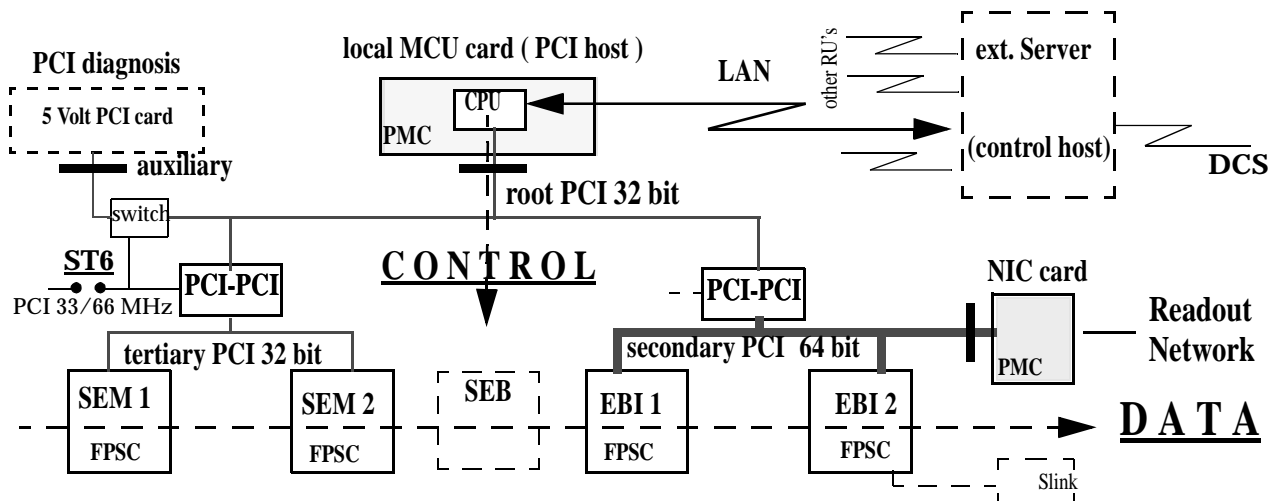 PCI diagnosis
5 Volt PCI card
auxiliary
switch
ST6
PCI 33/66 MHz
PCI-PCI
tertiary PCI 32 bit
local MCU card ( PCI host )
CPU
PMC
root PCI 32 bit
C O N T R O L
LAN
other RU's
ext. Server
(control host)
DCS
PCI-PCI
secondary PCI 64 bit
NIC card
PMC
Readout
Network
SEM 1
FPSC
SEM 2
FPSC
SEB
EBI 1
FPSC
EBI 2
FPSC
D A T A
Slink